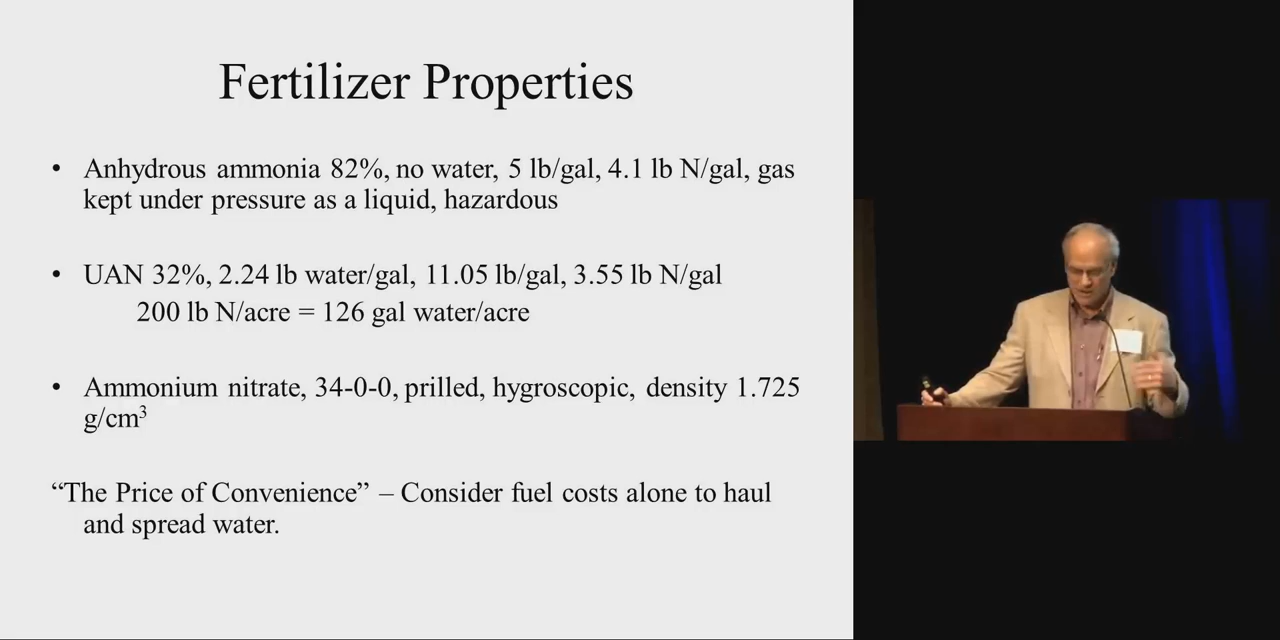 Fertilizer Properties
• Anhydrous ammonia 82%, no water, 5 lb/gal, 4.1 lb N/gal, gas
kept under pressure as a liquid, hazardous
• UAN 32%, 2.24 lb water/gal, 11.05 lb/gal, 3.55 lb N/gal
200 lb N/acre = 126 gal water/acre
• Ammonium nitrate, 34-0-0, prilled, hygroscopic, density 1.725
g/cm³
“The Price of Convenience” – Consider fuel costs alone to haul
and spread water.